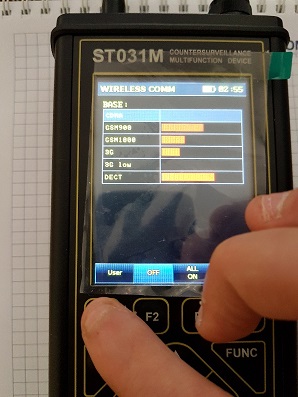 ST031M COUNTERSURVEILLANCE
MULTIFUNCTION DEVICE
WIRELESS COMM 02:55
BASE:
GSM900
GSM1800
3G
3G low
DECT
User OFF ALL ON
F2
FUNC